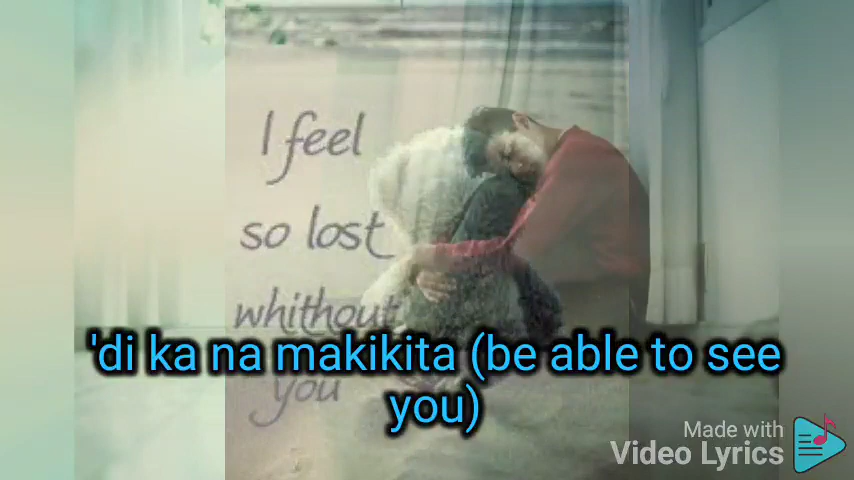 I feel
so lost
whithout
you
'di ka na makikita (be able to see
you)
Made with
Video Lyrics